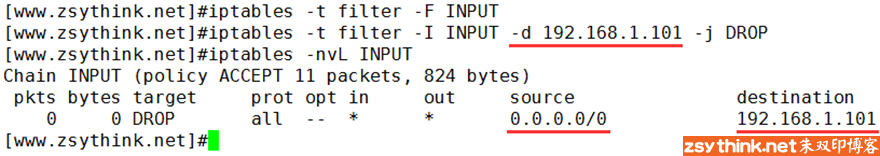 [www.zsythink.net]#iptables -t filter -F INPUT
[www.zsythink.net]#iptables -t filter -I INPUT -d 192.168.1.101 -j DROP
[www.zsythink.net]#iptables -nvL INPUT
Chain INPUT (policy ACCEPT 11 packets, 824 bytes)
pkts bytes target prot opt in out source destination
0 0 DROP all -- * * 0.0.0.0/0 192.168.1.101
[www.zsythink.net]#
zsythink.net朱双印博客